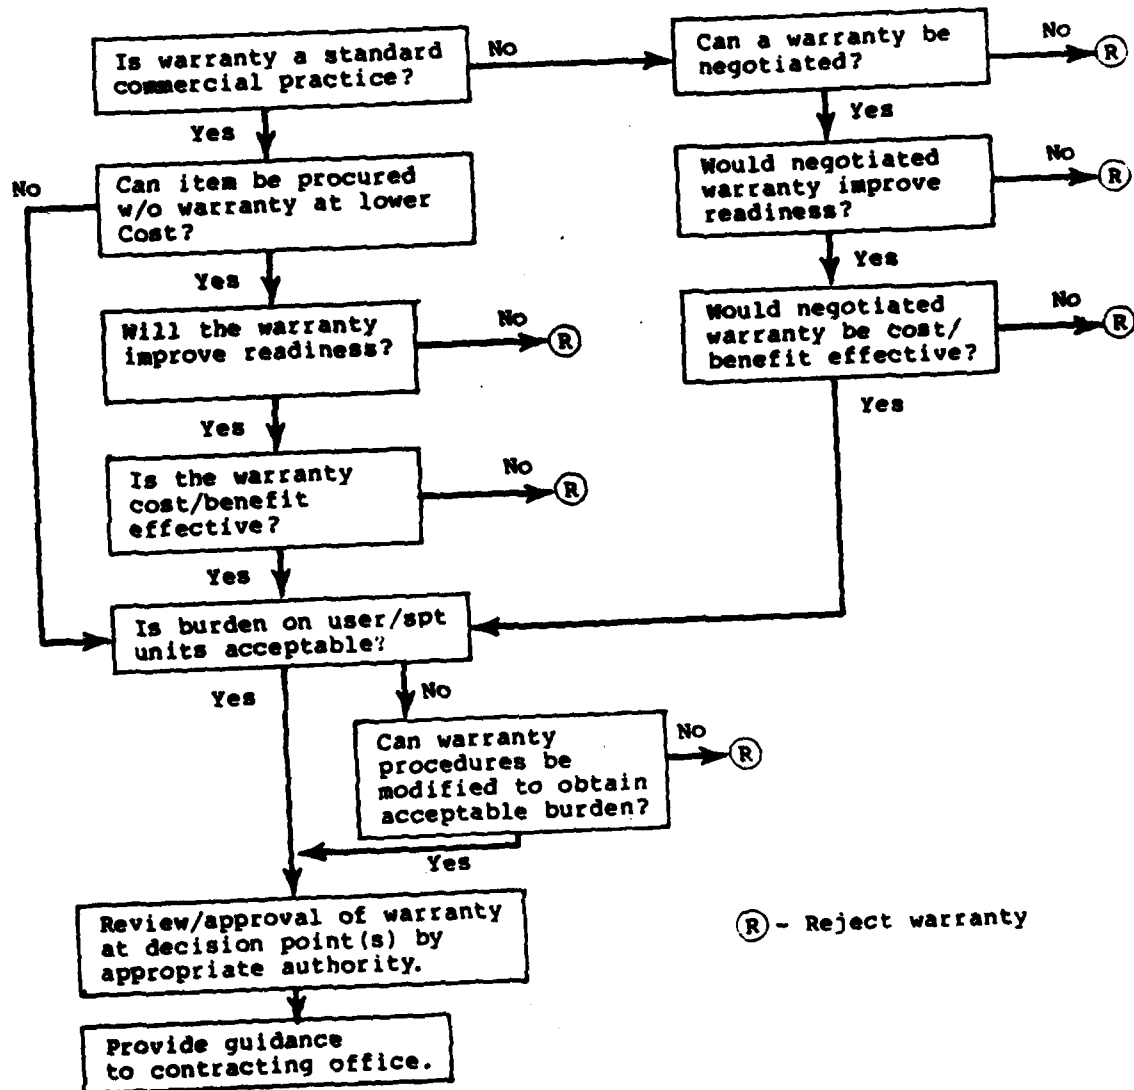 Is warranty a standard
commercial practice?
No
Can a warranty be
negotiated?
No
R
Yes
Yes
No
Can item be procured
w/o warranty at lower
Cost?
Would negotiated
warranty improve
readiness?
No
R
Yes
Yes
Will the warranty
improve readiness?
No
R
Would negotiated
warranty be cost/
benefit effective?
No
R
Yes
Yes
Is the warranty
cost/benefit
effective?
No
R
Yes
Is burden on user/spt
units acceptable?
Yes
No
Can warranty
procedures be
modified to obtain
acceptable burden?
No
R
Yes
Review/approval of warranty
at decision point(s) by
appropriate authority.
R - Reject warranty
Provide guidance
to contracting office.